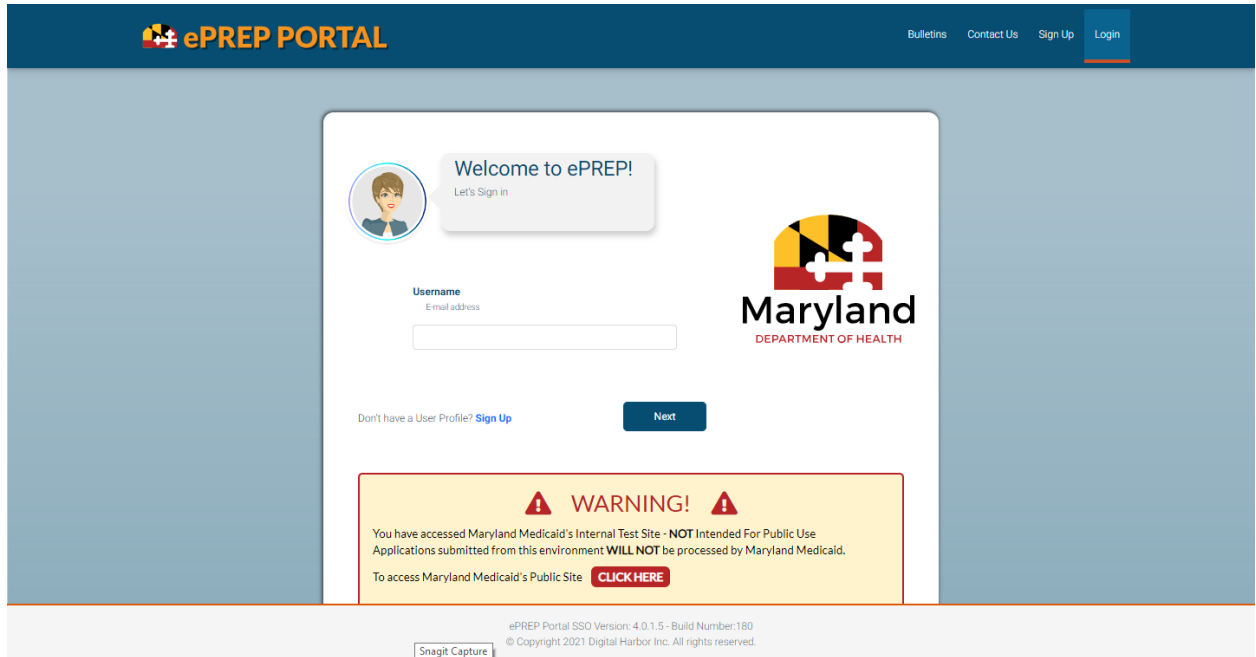 ePREP PORTAL
Bulletins Contact Us Sign Up Login
Welcome to ePREP!
Let's Sign in
Username
E-mail address
Maryland
DEPARTMENT OF HEALTH
Don't have a User Profile? Sign Up
Next
WARNING!
You have accessed Maryland Medicaid's Internal Test Site - NOT Intended For Public Use
Applications submitted from this environment WILL NOT be processed by Maryland Medicaid.
To access Maryland Medicaid's Public Site CLICK HERE
ePREP Portal SSO Version: 4.0.1.5 - Build Number:180
© Copyright 2021 Digital Harbor Inc. All rights reserved.
Snagit Capture